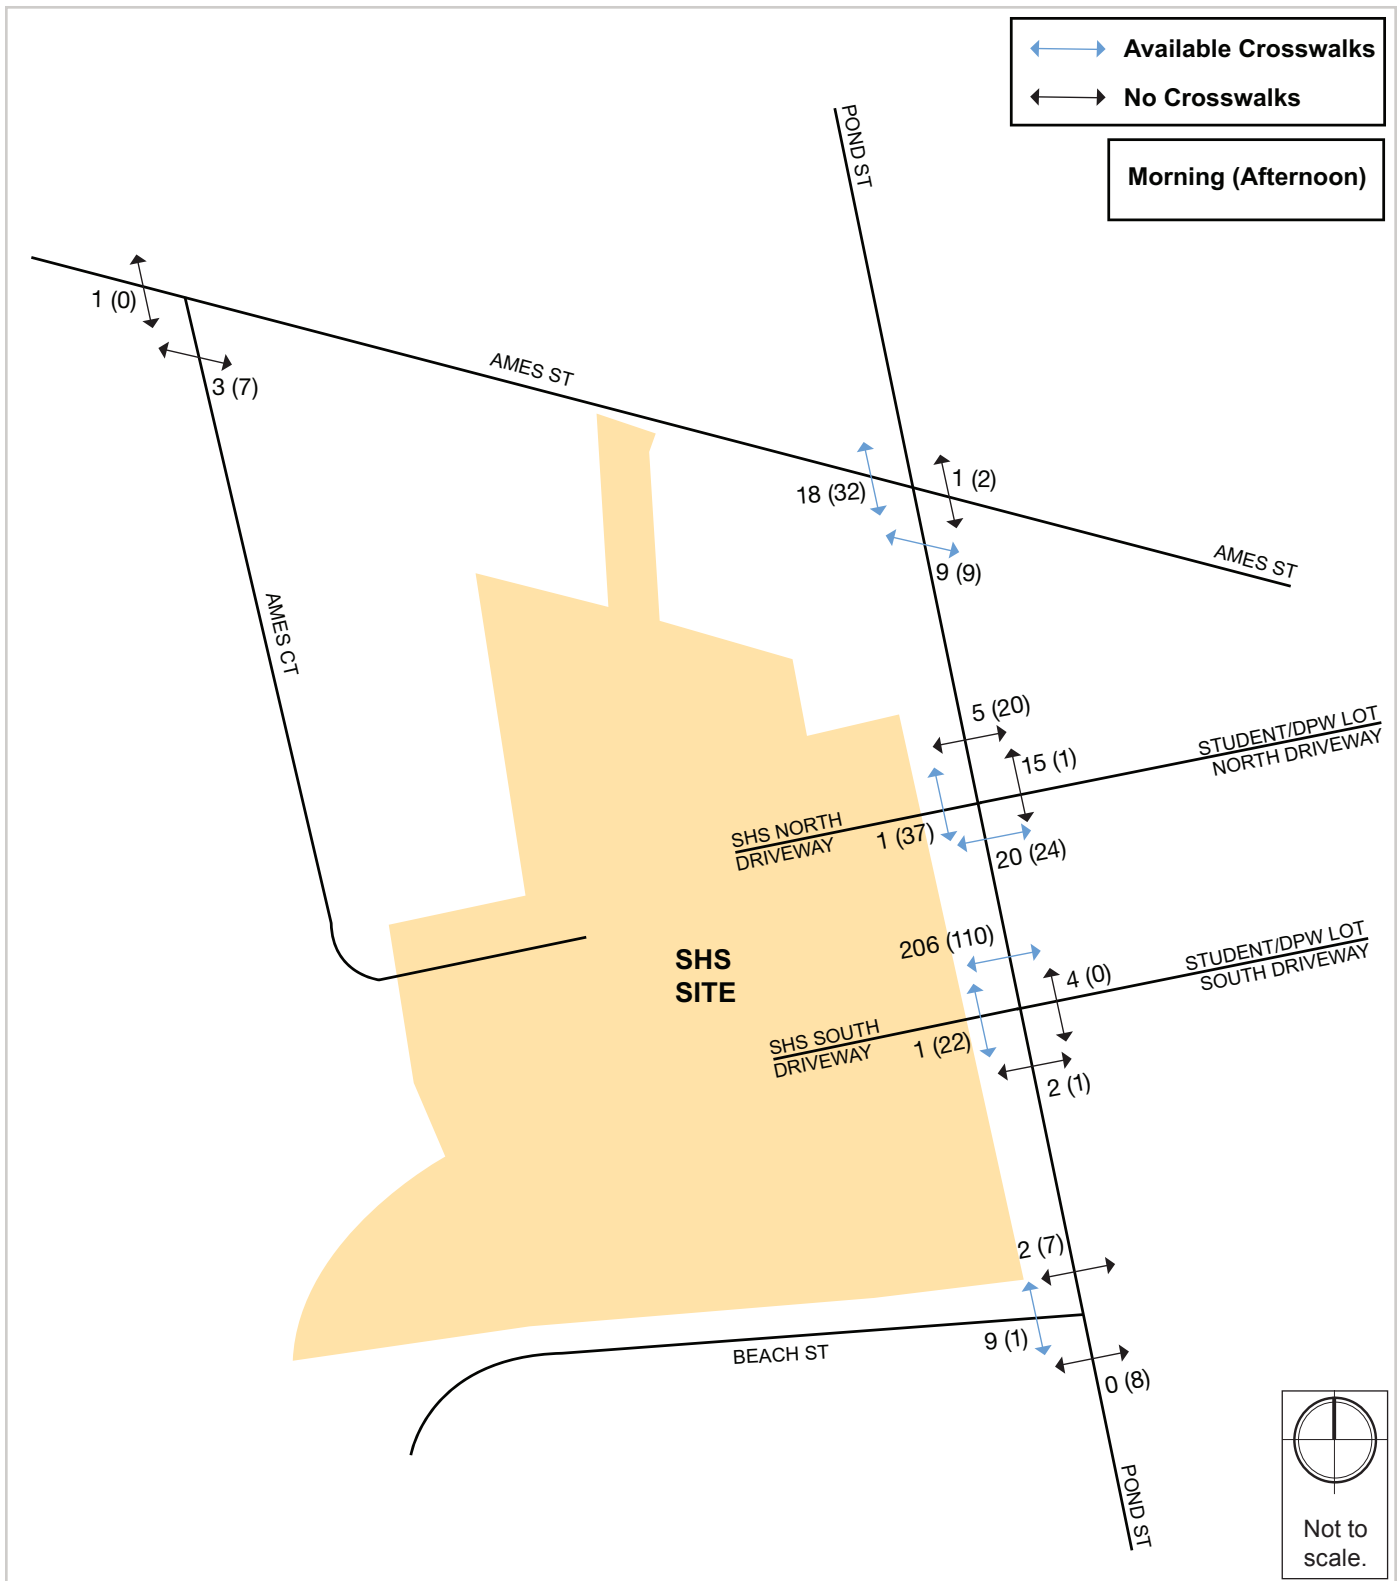 Available Crosswalks
No Crosswalks
Morning (Afternoon)
POND ST
1 (0)
3 (7)
AMES ST
18 (32)
1 (2)
9 (9)
AMES ST
AMES CT
5 (20)
15 (1)
STUDENT/DPW LOT
NORTH DRIVEWAY
SHS NORTH
DRIVEWAY
1 (37)
20 (24)
206 (110)
SHS
SITE
4 (0)
STUDENT/DPW LOT
SOUTH DRIVEWAY
SHS SOUTH
DRIVEWAY
1 (22)
2 (1)
2 (7)
9 (1)
BEACH ST
0 (8)
POND ST
Not to
scale.